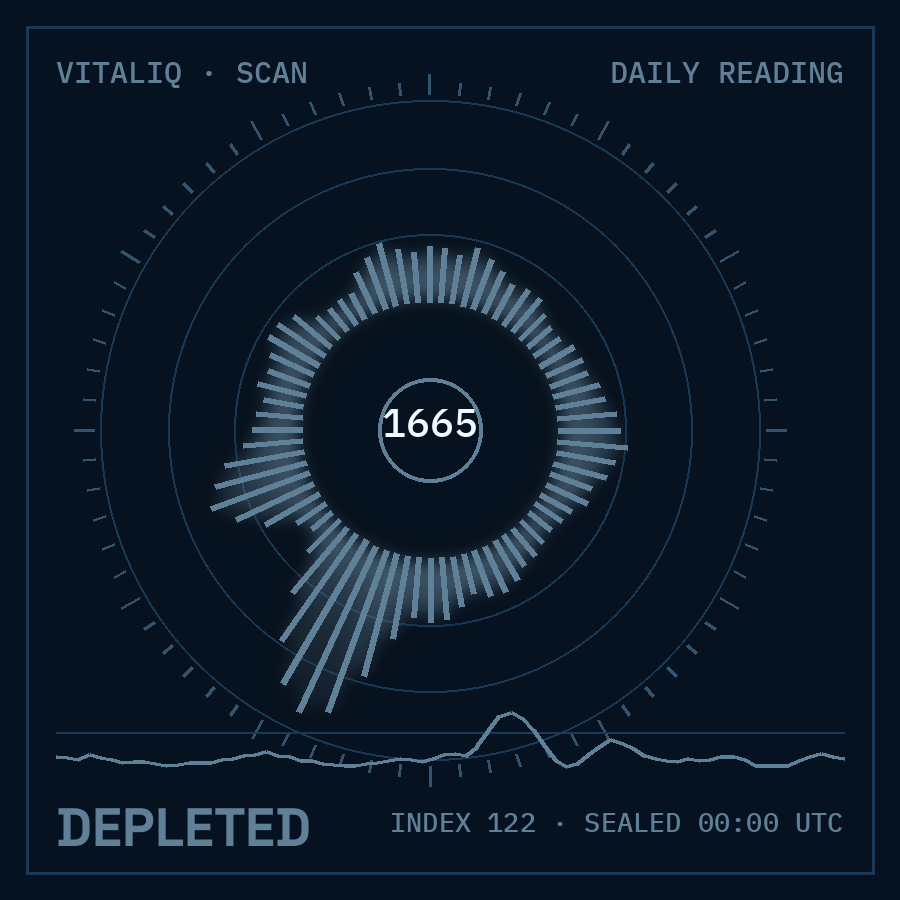 VITALIQ · SCAN
DAILY READING
1665
DEPLETED
INDEX 122 · SEALED 00:00 UTC